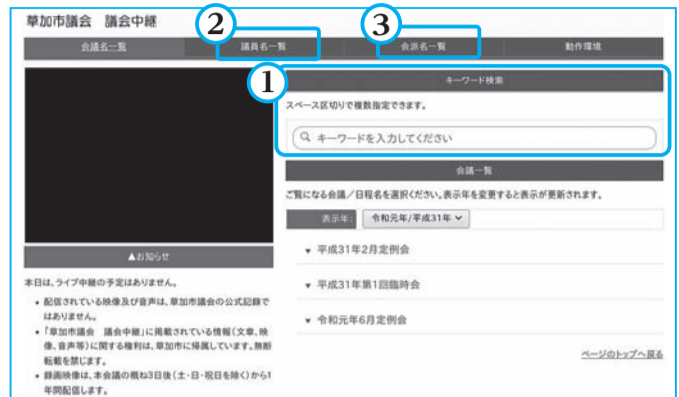 草加市議会 議会中継
会議名一覧
議員名一覧
会派名一覧
動作環境
2
3
1
キーワード検索
スペース区切りで複数指定できます。
キーワードを入力してください
会議一覧
ご覧になる会議／日程名を選択ください。表示年を変更すると表示が更新されます。
表示年: 令和元年/平成31年
▼ 平成31年2月定例会
▼ 平成31年第1回臨時会
▼ 令和元年6月定例会
ページのトップへ戻る
▲お知らせ
本日は、ライブ中継の予定はありません。
• 配信されている映像及び音声は、草加市議会の公式記録で
はありません。
• 「草加市議会 議会中継」に掲載されている情報（文章、映
像、音声等）に関する権利は、草加市に帰属しています。無断
転載を禁じます。
• 録画映像は、本会議の概ね3日後（土・日・祝日を除く）から1
年間配信します。